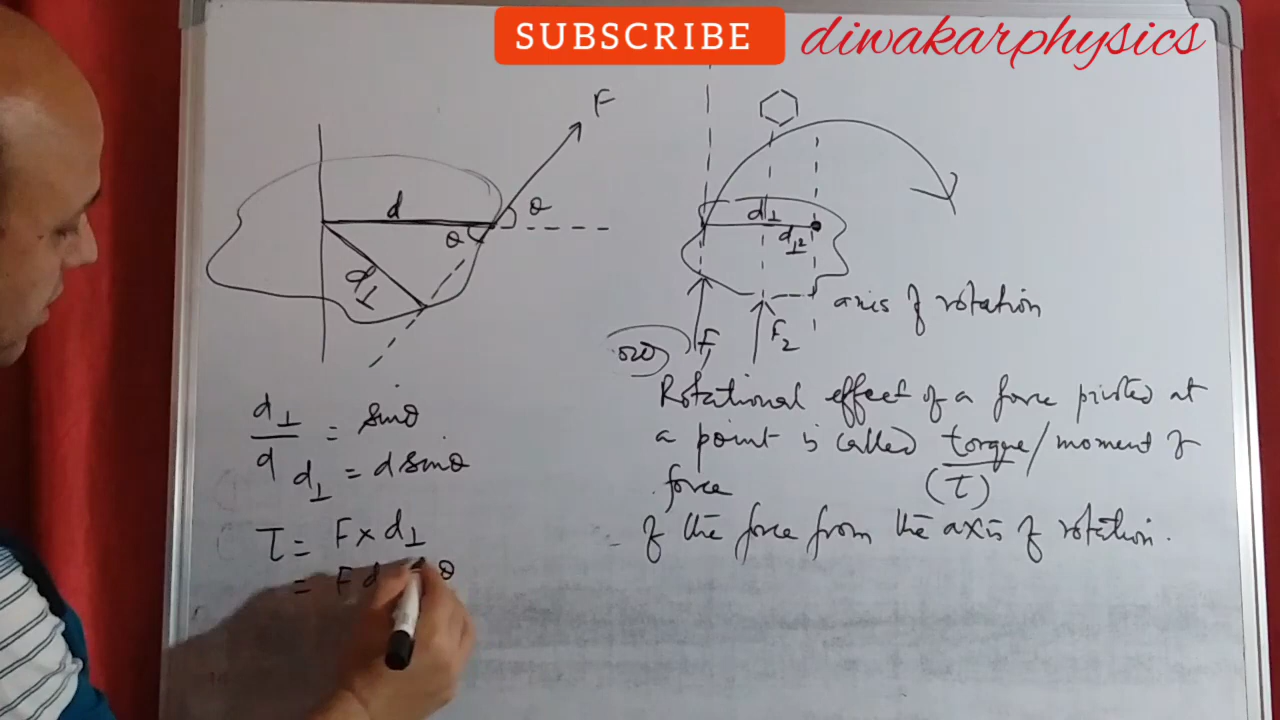 SUBSCRIBE diwakarphysics
F
d
θ
θ
d⊥
d⊥
d⊥2
axis of rotation
F
F2
Rotational effect of a force pivoted at
a point is called torque/moment of
force
(τ)
of the force from the axis of rotation.
d⊥/d = sinθ
d⊥ = d sinθ
τ = F × d⊥
= F d θ